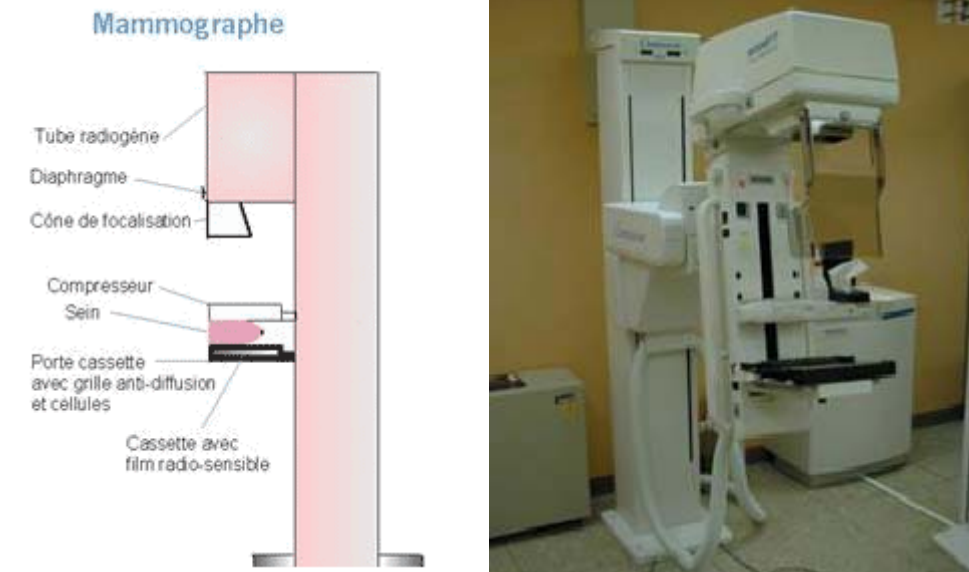 Mammographe
Tube radiogène
Diaphragme
Cône de focalisation
Compresseur
Sein
Porte cassette
avec grille anti-diffusion
et cellules
Cassette avec
film radio-sensible